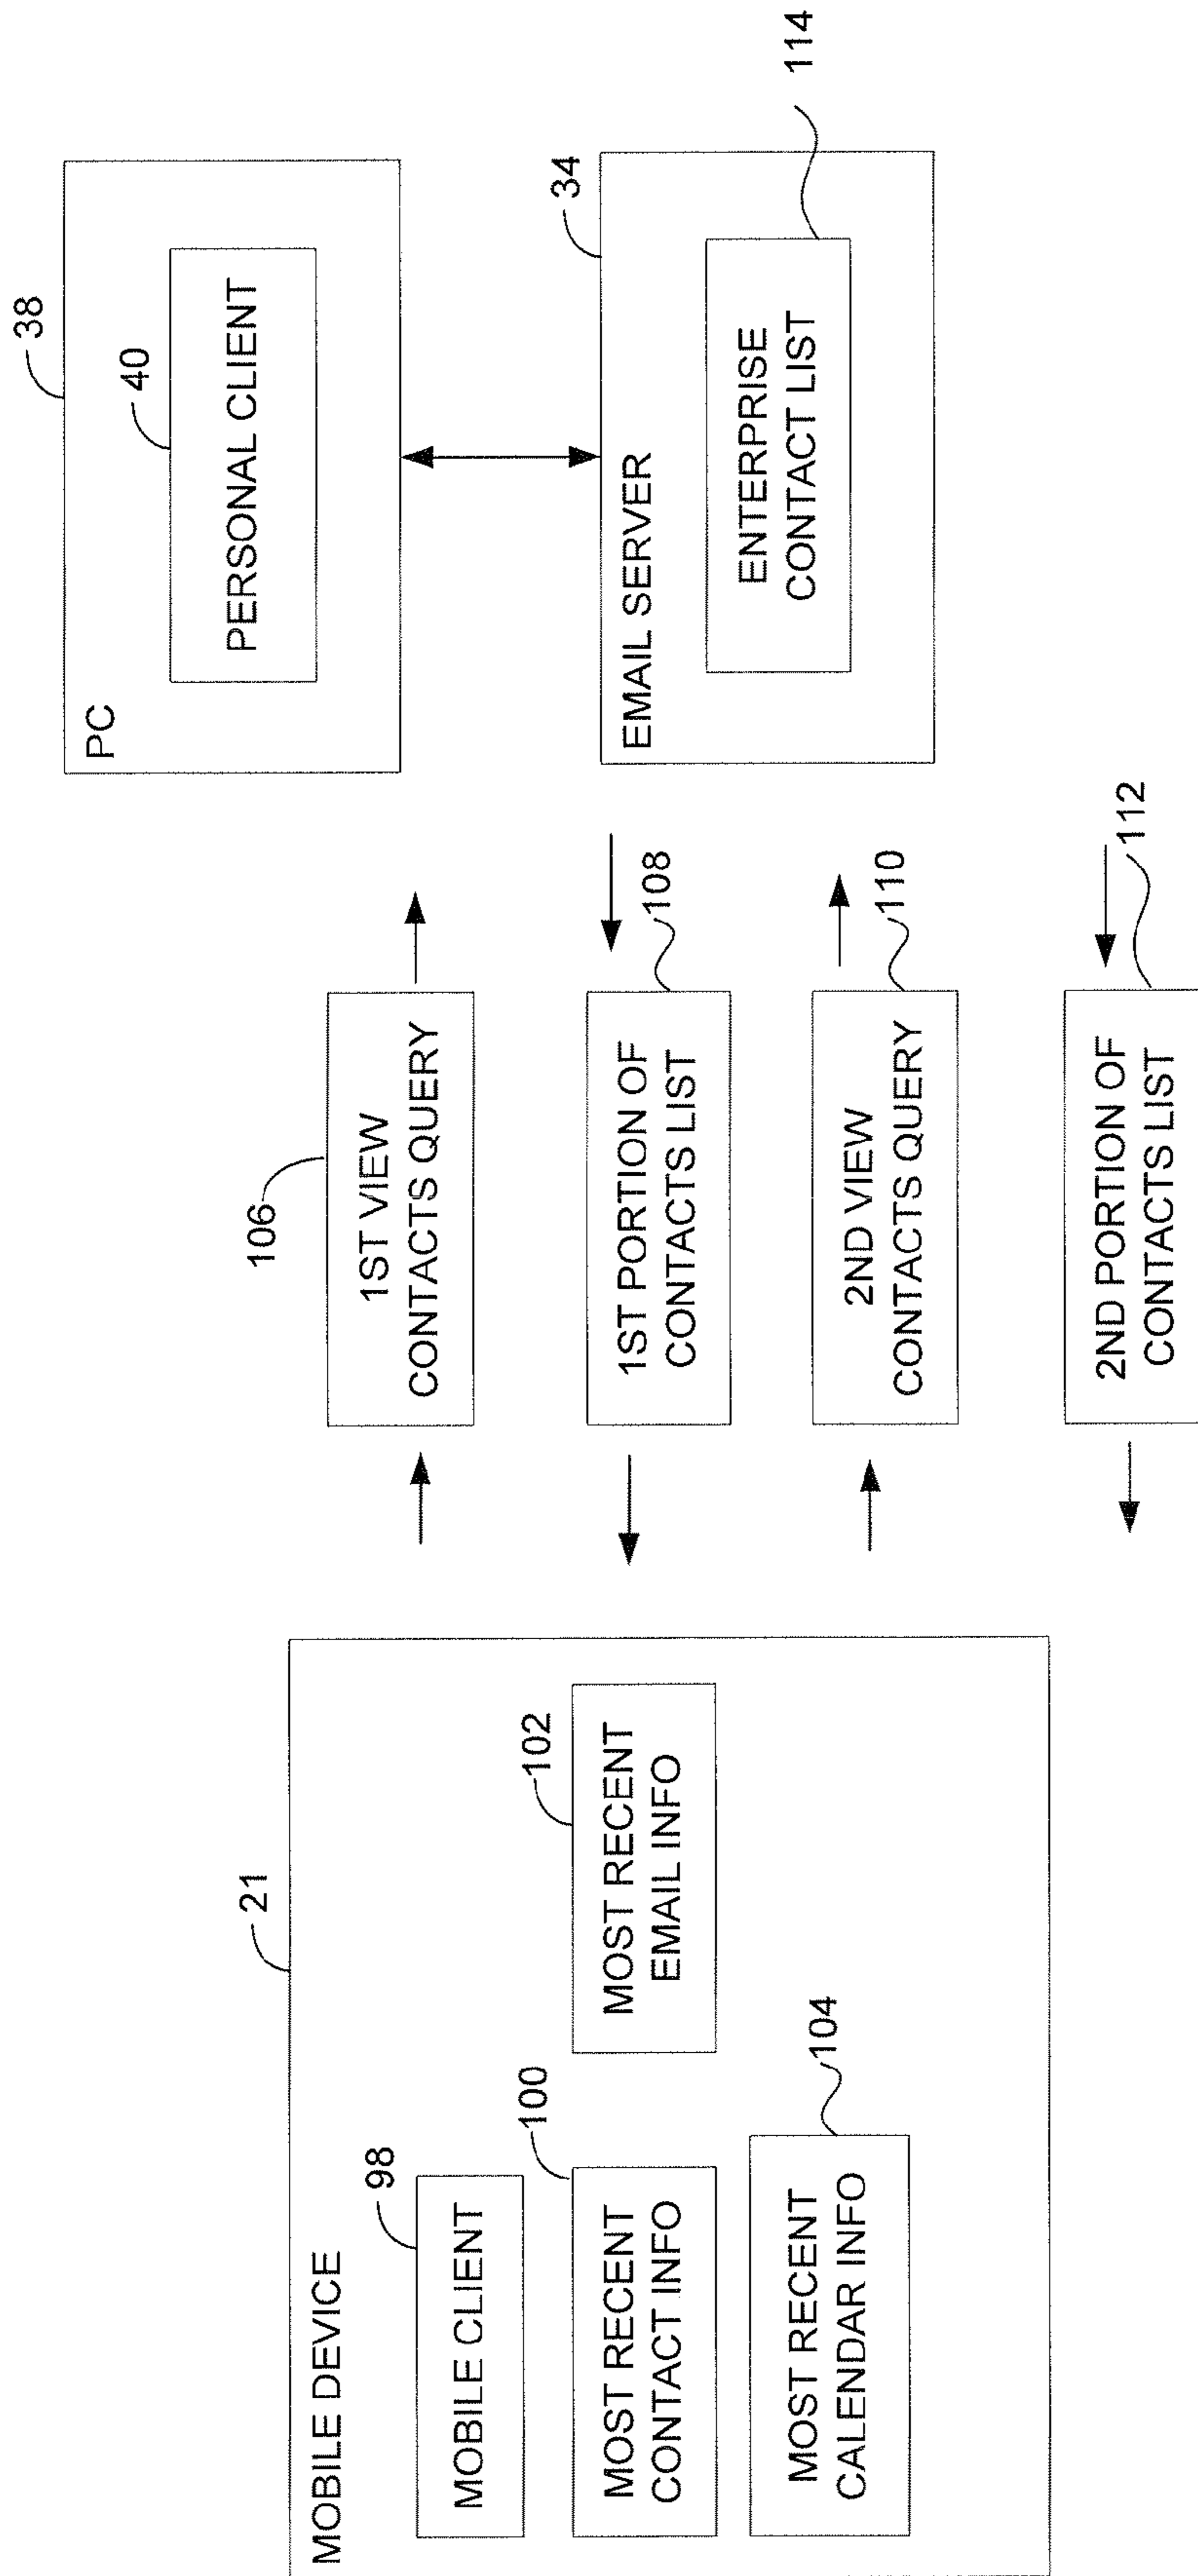 MOBILE DEVICE
21
MOBILE CLIENT
98
MOST RECENT
CONTACT INFO
100
MOST RECENT
EMAIL INFO
102
MOST RECENT
CALENDAR INFO
104
106
1ST VIEW
CONTACTS QUERY
1ST PORTION OF
CONTACTS LIST
108
2ND VIEW
CONTACTS QUERY
110
2ND PORTION OF
CONTACTS LIST
112
PC
38
40
PERSONAL CLIENT
EMAIL SERVER
34
ENTERPRISE
CONTACT LIST
114